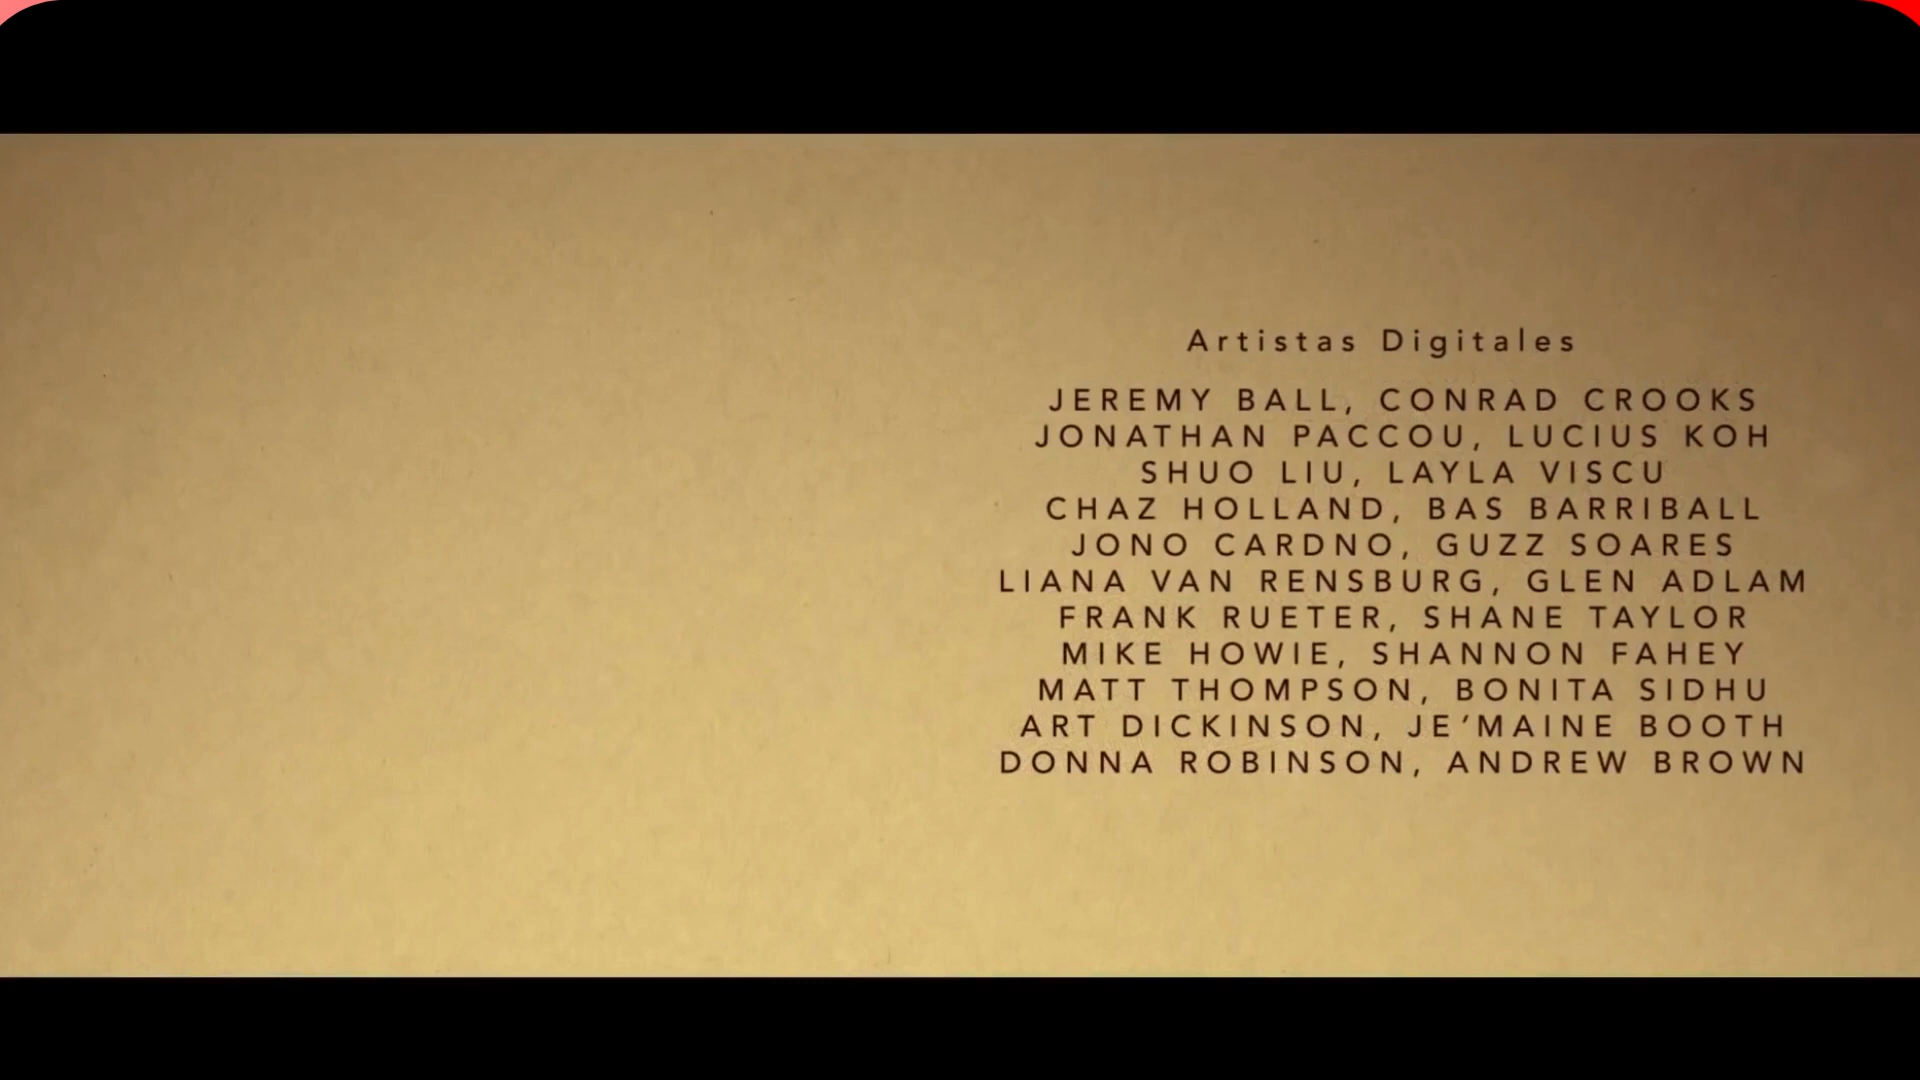 Artistas Digitales
JEREMY BALL, CONRAD CROOKS
JONATHAN PACCOU, LUCIUS KOH
SHUO LIU, LAYLA VISCU
CHAZ HOLLAND, BAS BARRIBALL
JONO CARDNO, GUZZ SOARES
LIANA VAN RENSBURG, GLEN ADLAM
FRANK RUETER, SHANE TAYLOR
MIKE HOWIE, SHANNON FAHEY
MATT THOMPSON, BONITA SIDHU
ART DICKINSON, JE’MAINE BOOTH
DONNA ROBINSON, ANDREW BROWN